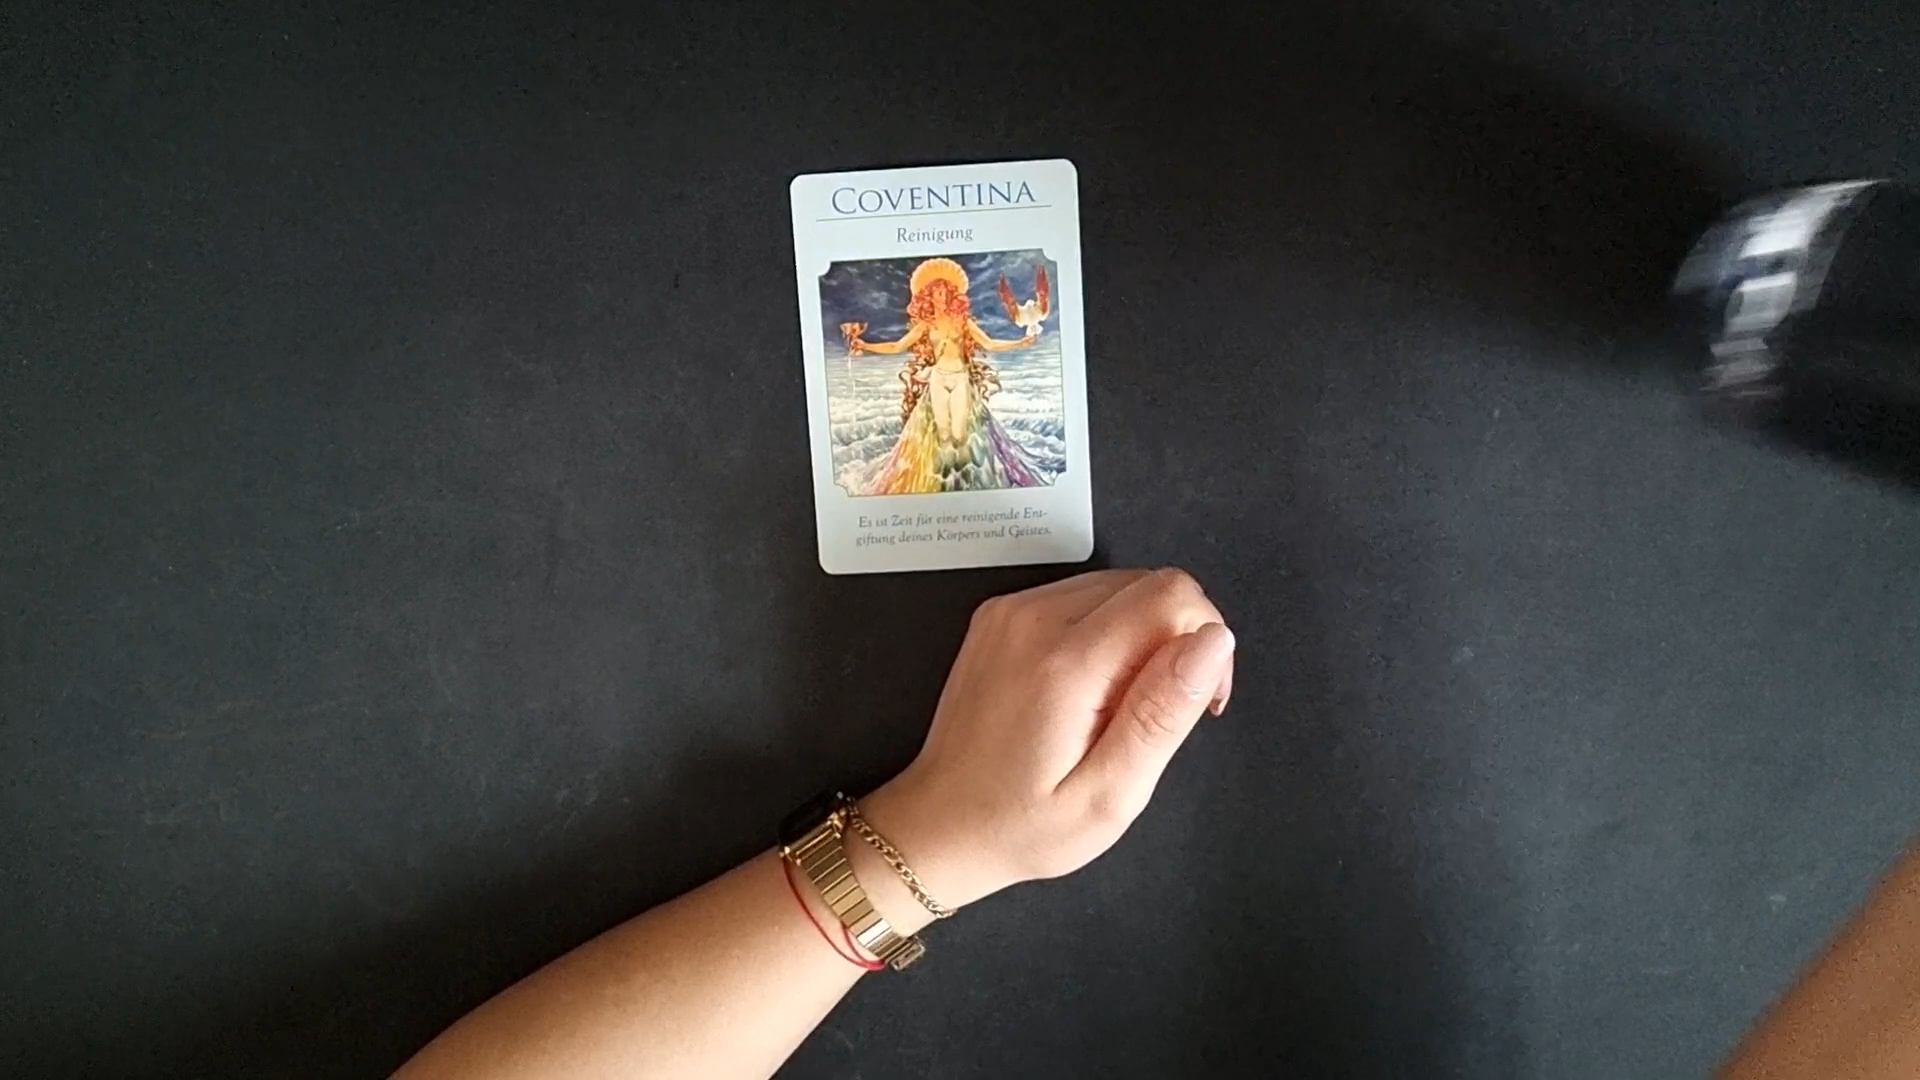 COVENTINA
Reinigung
Es ist Zeit für eine reinigende Ent-
giftung deines Körpers und Geistes.